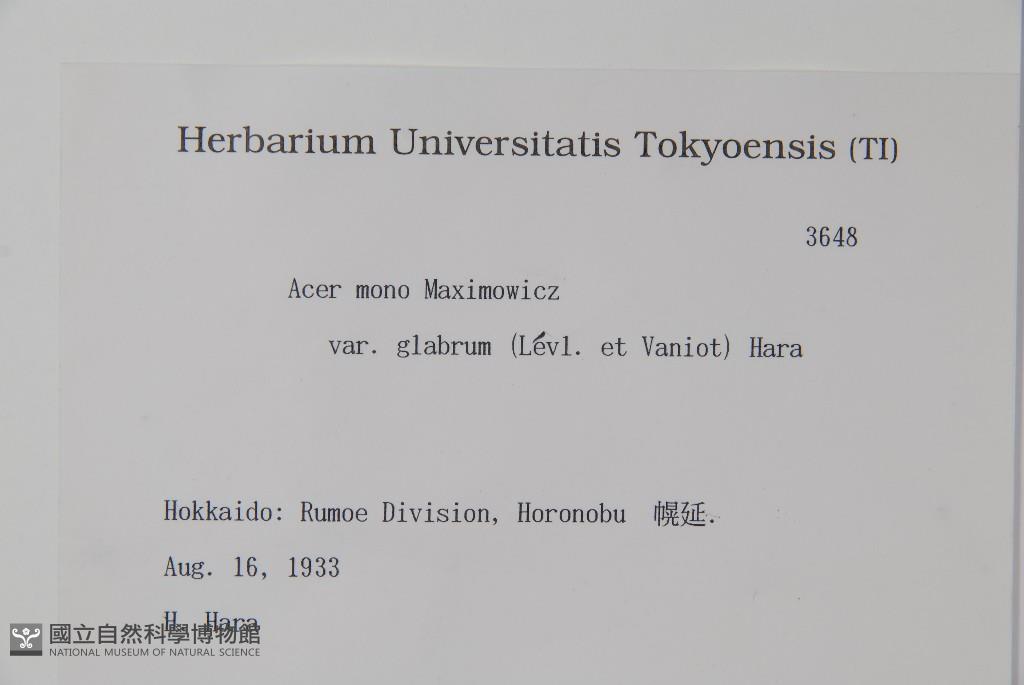 Herbarium Universitatis Tokyoensis (TI)
3648
Acer mono Maximowicz
var. glabrum (Lévl. et Vaniot) Hara
Hokkaido: Rumoe Division, Horonobu 幌延.
Aug. 16, 1933
H. Hara
國立自然科學博物館
NATIONAL MUSEUM OF NATURAL SCIENCE